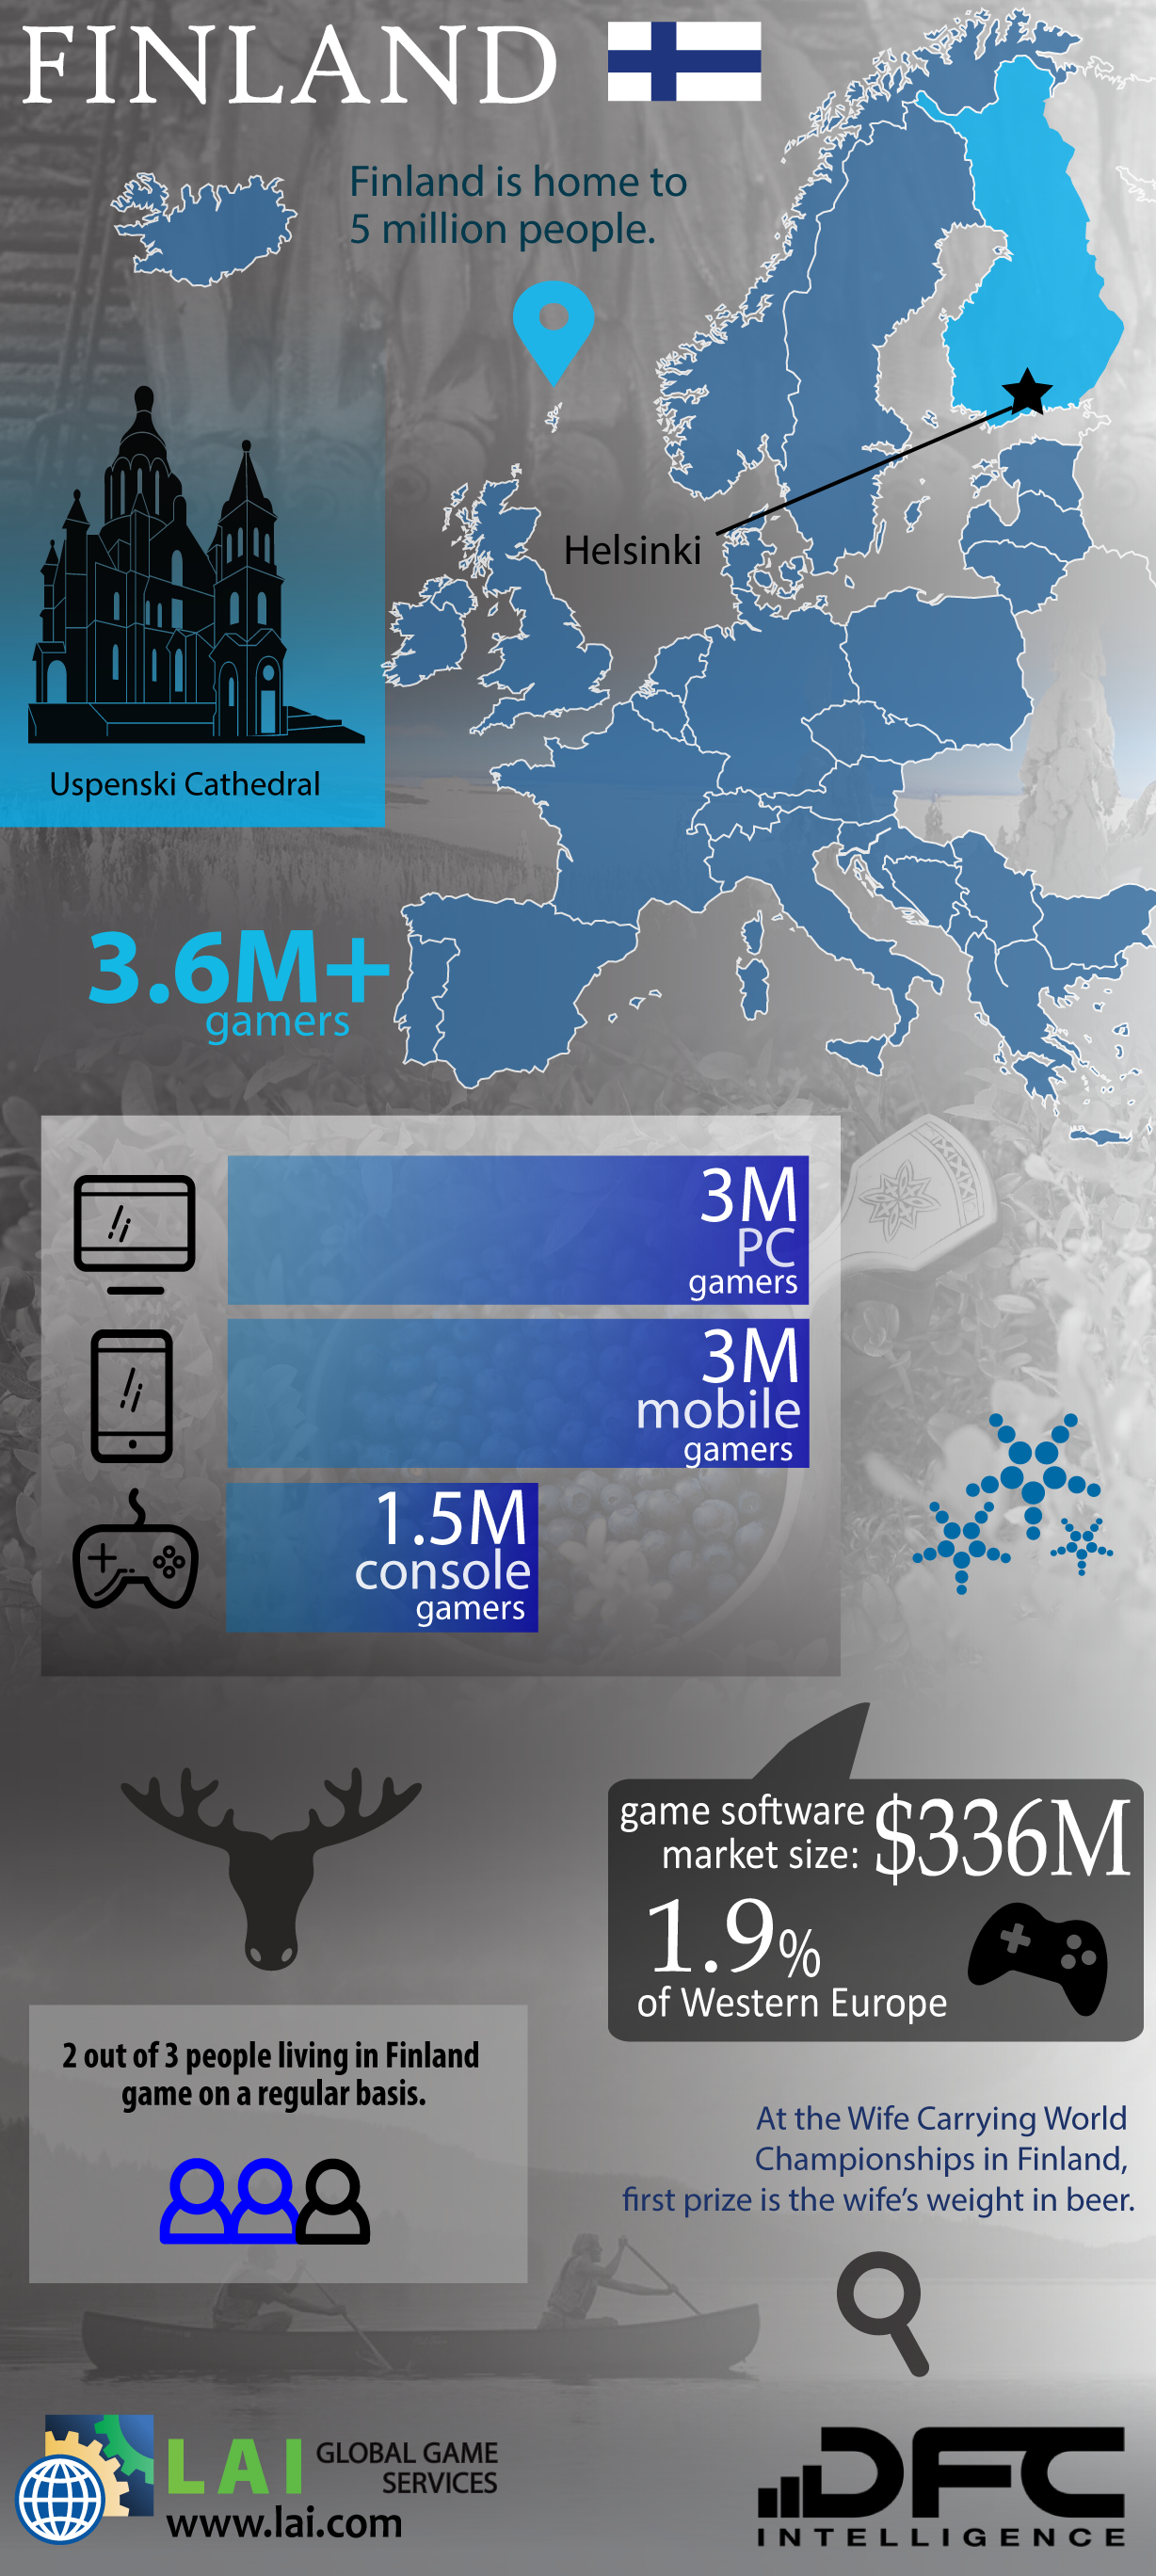 FINLAND
Finland is home to
5 million people.
Helsinki
Uspenski Cathedral
3.6M+
gamers
3M
PC
gamers
3M
mobile
gamers
1.5M
console
gamers
game software
market size: $336M
1.9%
of Western Europe
2 out of 3 people living in Finland
game on a regular basis.
At the Wife Carrying World
Championships in Finland,
first prize is the wife’s weight in beer.
LAI GLOBAL GAME
SERVICES
www.lai.com
DFC
INTELLIGENCE